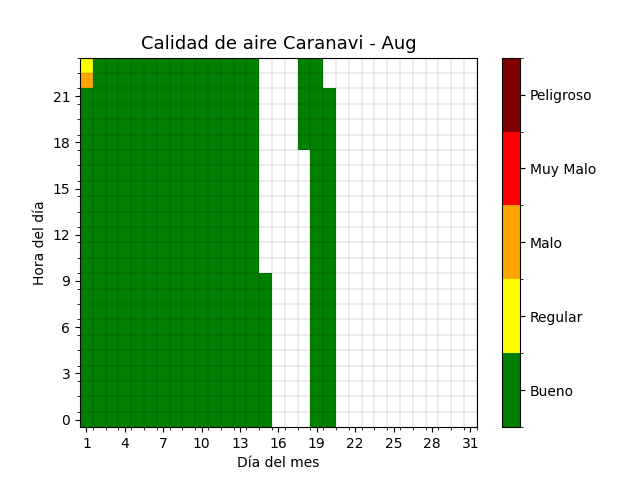 Calidad de aire Caranavi - Aug
Hora del día
21
18
15
12
9
6
3
0
1 4 7 10 13 16 19 22 25 28 31
Día del mes
Peligroso
Muy Malo
Malo
Regular
Bueno